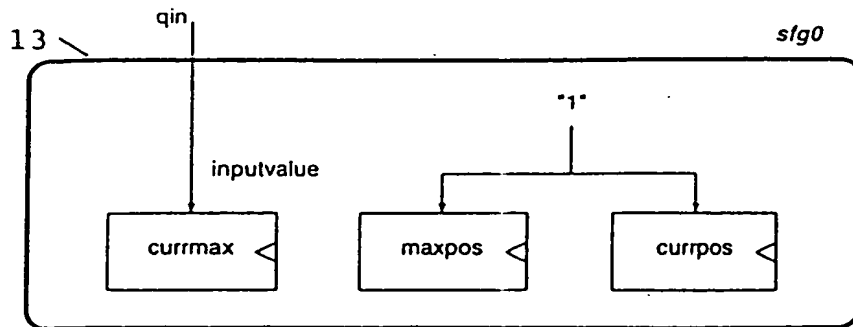 qin
13
sfg0
"1"
inputvalue
currmax
maxpos
currpos